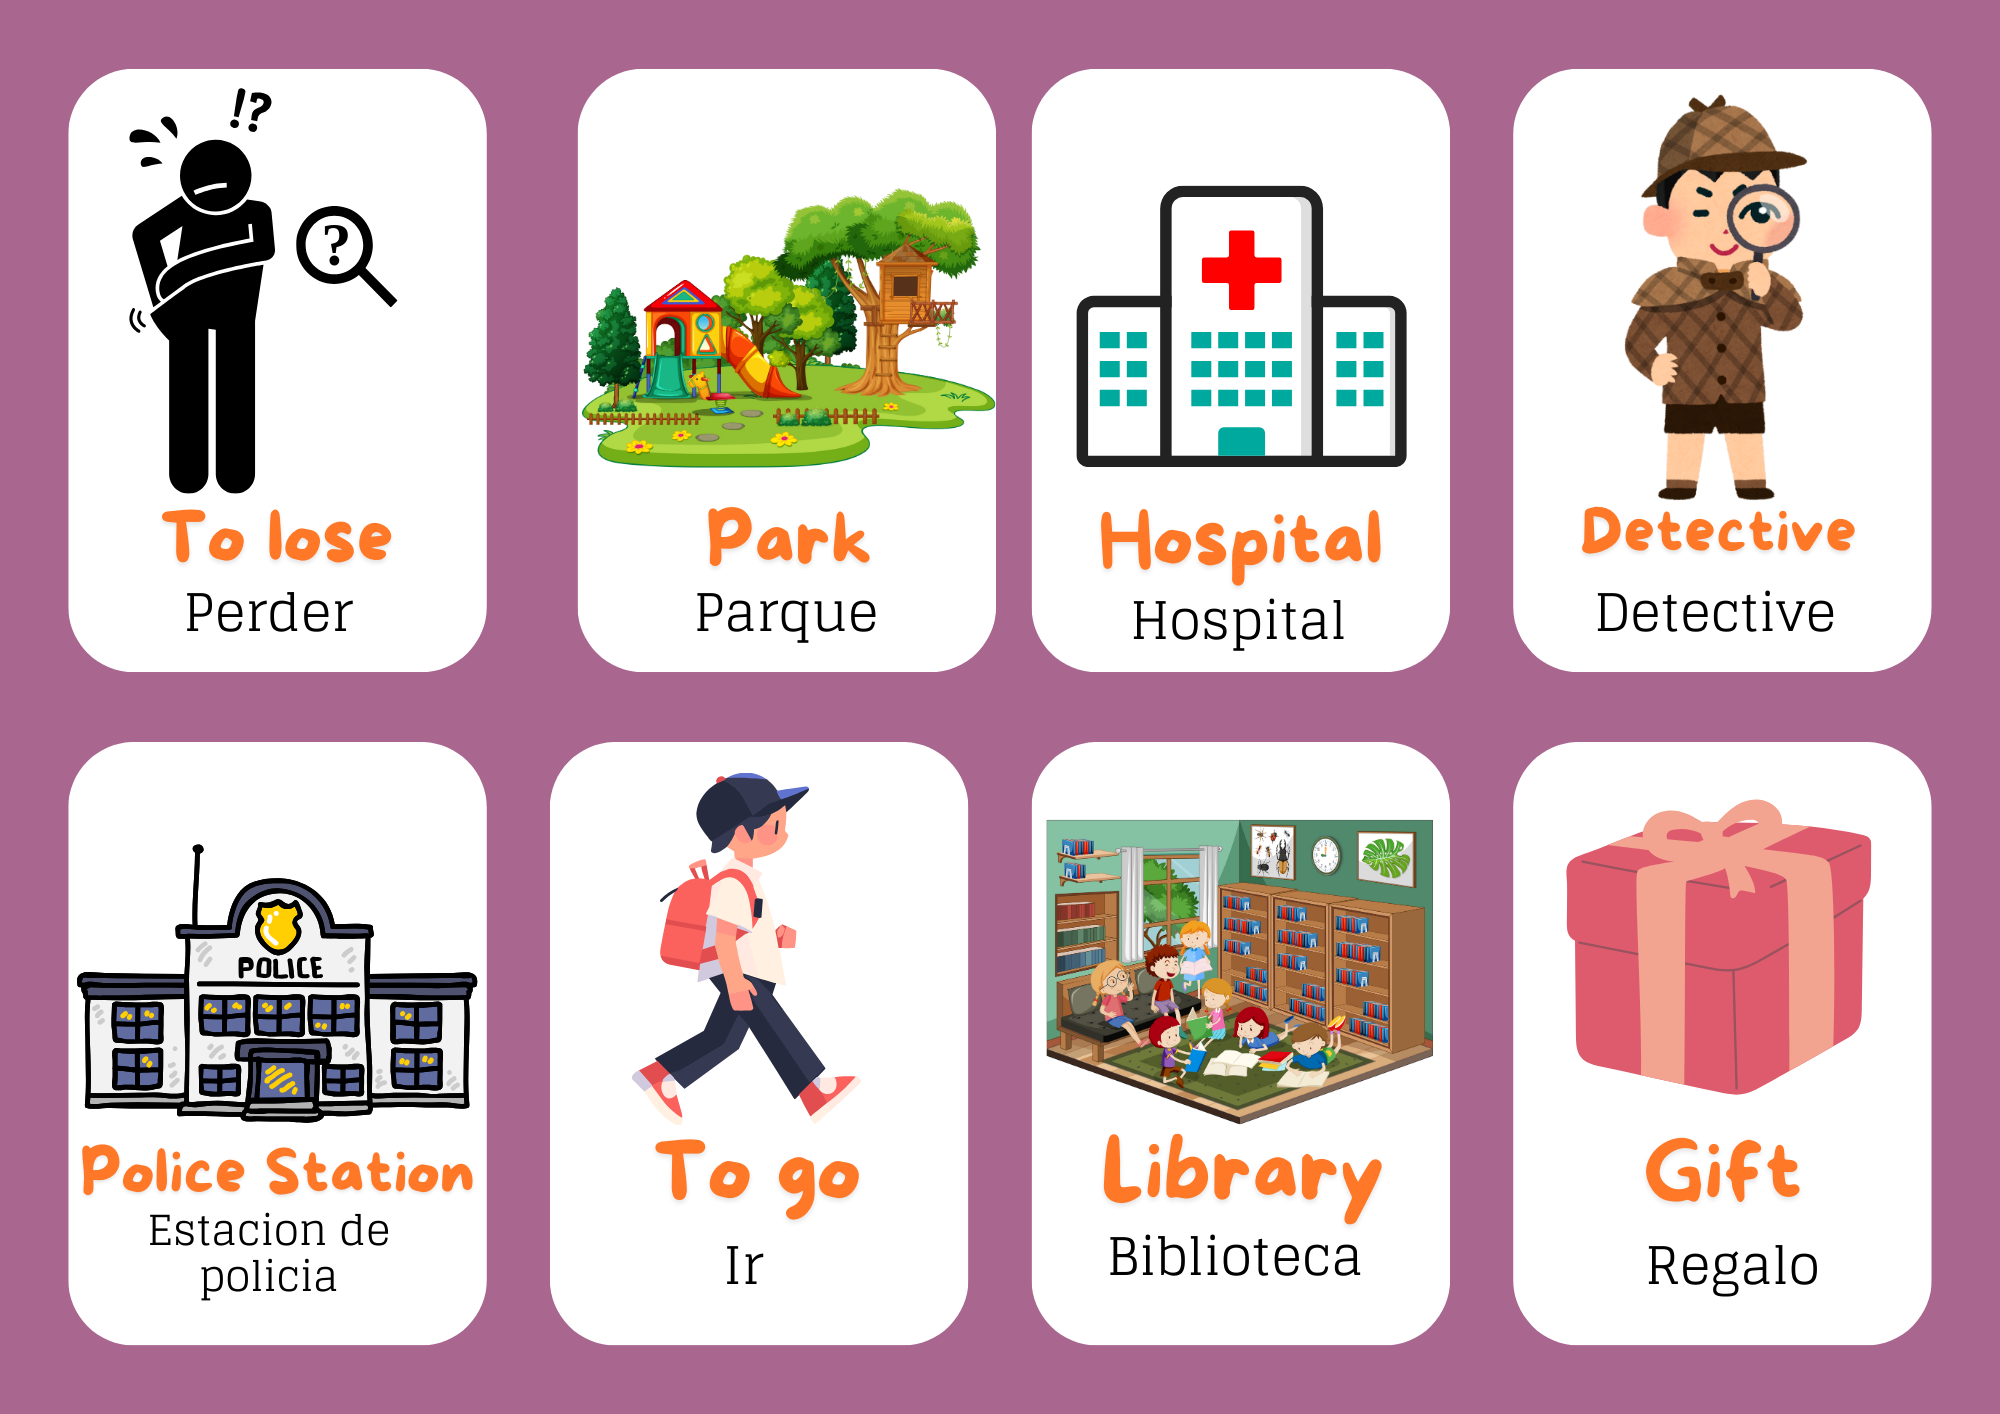 !?
?
To lose
Perder
Park
Parque
Hospital
Hospital
Detective
Detective
POLICE
Police Station
Estacion de
policia
To go
Ir
Library
Biblioteca
Gift
Regalo